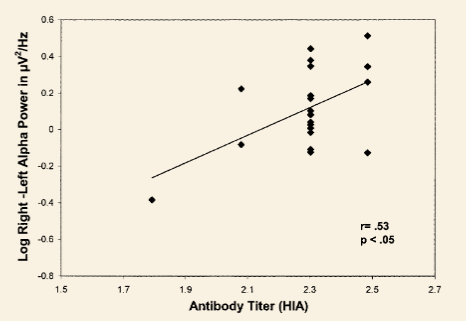 0.6
0.4
0.2
0
-0.2
-0.4
-0.6
-0.8
Log Right -Left Alpha Power in µV²/Hz
r= .53
p < .05
1.5 1.7 1.9 2.1 2.3 2.5 2.7
Antibody Titer (HIA)